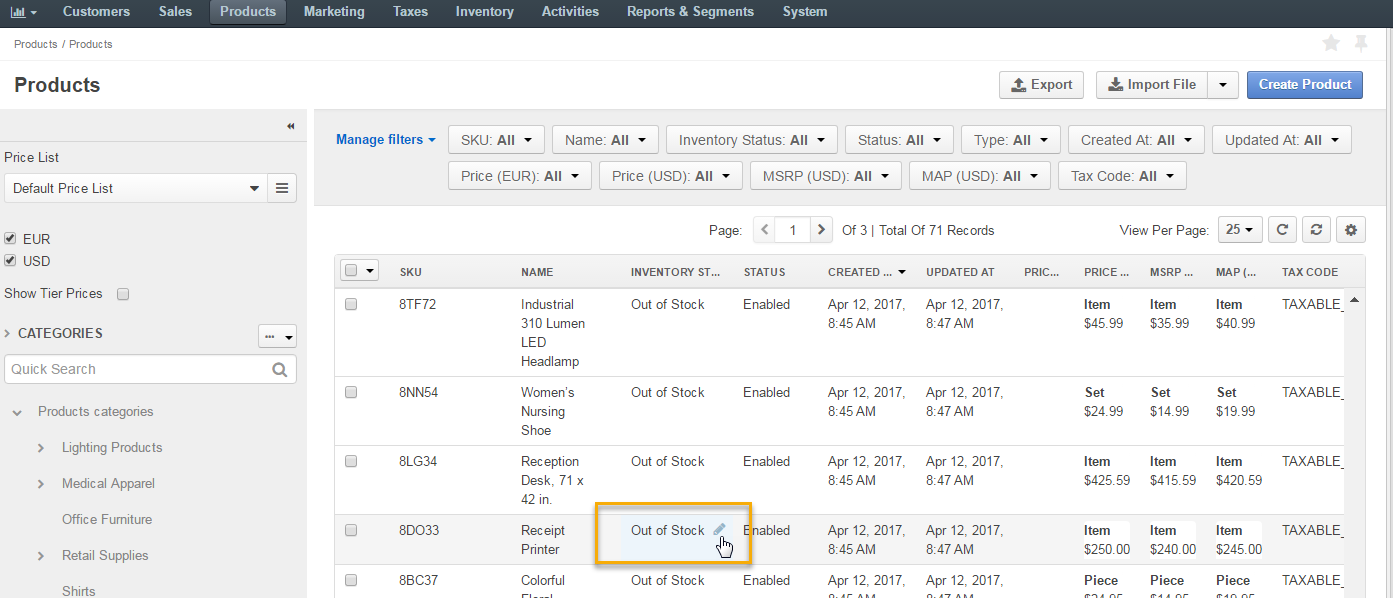 Customers Sales Products Marketing Taxes Inventory Activities Reports & Segments System
Products / Products
Products
Export Import File Create Product
Price List
Default Price List
EUR
USD
Show Tier Prices
CATEGORIES
Quick Search
Products categories
Lighting Products
Medical Apparel
Office Furniture
Retail Supplies
Shirts
Manage filters SKU: All Name: All Inventory Status: All Status: All Type: All Created At: All Updated At: All
Price (EUR): All Price (USD): All MSRP (USD): All MAP (USD): All Tax Code: All
Page: 1 Of 3 | Total Of 71 Records View Per Page: 25
SKU NAME INVENTORY ST... STATUS CREATED ... UPDATED AT PRIC... PRICE ... MSRP ... MAP (... TAX CODE
8TF72 Industrial Out of Stock Enabled Apr 12, 2017, Apr 12, 2017, Item Item Item TAXABLE_
310 Lumen 8:45 AM 8:47 AM $45.99 $35.99 $40.99
LED
Headlamp
8NN54 Women’s Out of Stock Enabled Apr 12, 2017, Apr 12, 2017, Set Set Set TAXABLE_
Nursing 8:45 AM 8:47 AM $24.99 $14.99 $19.99
Shoe
8LG34 Reception Out of Stock Enabled Apr 12, 2017, Apr 12, 2017, Item Item Item TAXABLE_
Desk, 71 x 8:45 AM 8:47 AM $425.59 $415.59 $420.59
42 in.
8DO33 Receipt Out of Stock Enabled Apr 12, 2017, Apr 12, 2017, Item Item Item TAXABLE_
Printer 8:45 AM 8:47 AM $250.00 $240.00 $245.00
8BC37 Colorful Out of Stock Enabled Apr 12, 2017, Apr 12, 2017, Piece Piece Piece TAXABLE_